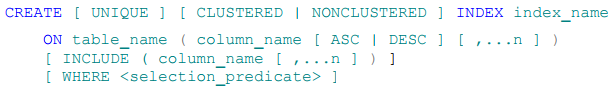 CREATE [ UNIQUE ] [ CLUSTERED | NONCLUSTERED ] INDEX index_name
ON table_name ( column_name [ ASC | DESC ] [ ,...n ] )
[ INCLUDE ( column_name [ ,...n ] ) ]
[ WHERE <selection_predicate> ]